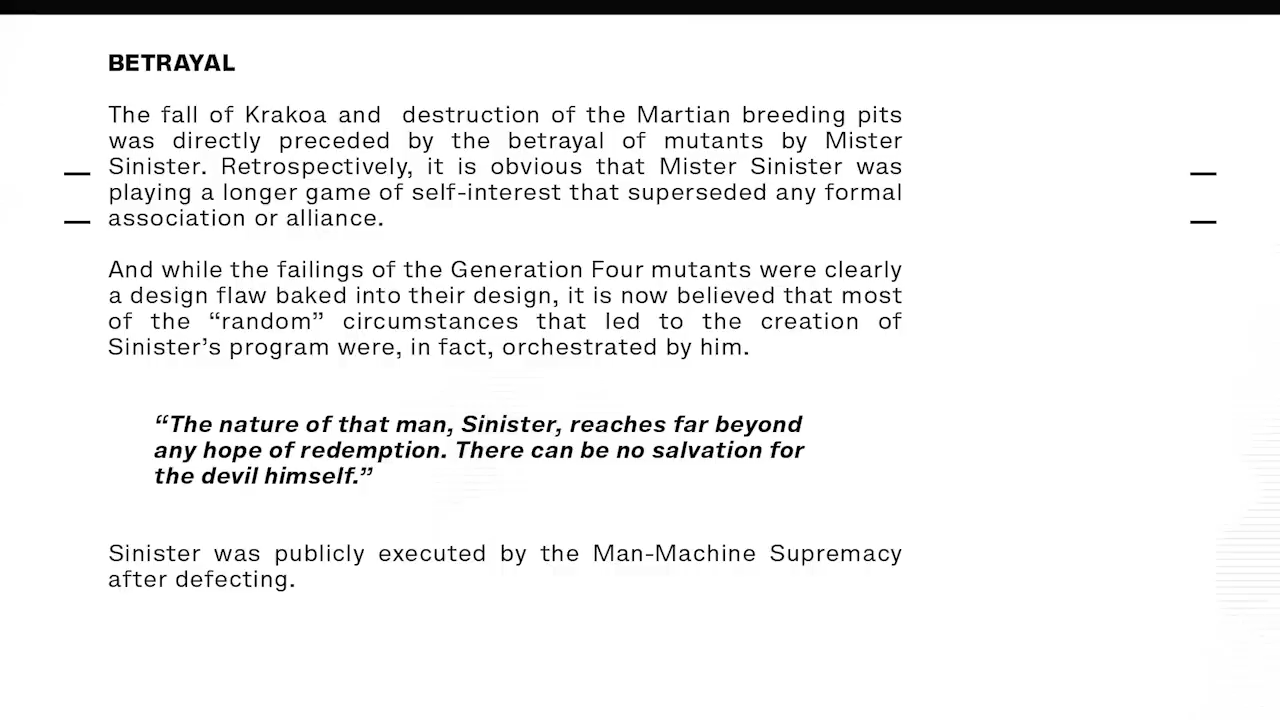 BETRAYAL
The fall of Krakoa and  destruction of the Martian breeding pits
was directly preceded by the betrayal of mutants by Mister
Sinister. Retrospectively, it is obvious that Mister Sinister was
playing a longer game of self-interest that superseded any formal
association or alliance.
And while the failings of the Generation Four mutants were clearly
a design flaw baked into their design, it is now believed that most
of the “random” circumstances that led to the creation of
Sinister’s program were, in fact, orchestrated by him.
“The nature of that man, Sinister, reaches far beyond
any hope of redemption. There can be no salvation for
the devil himself.”
Sinister was publicly executed by the Man-Machine Supremacy
after defecting.